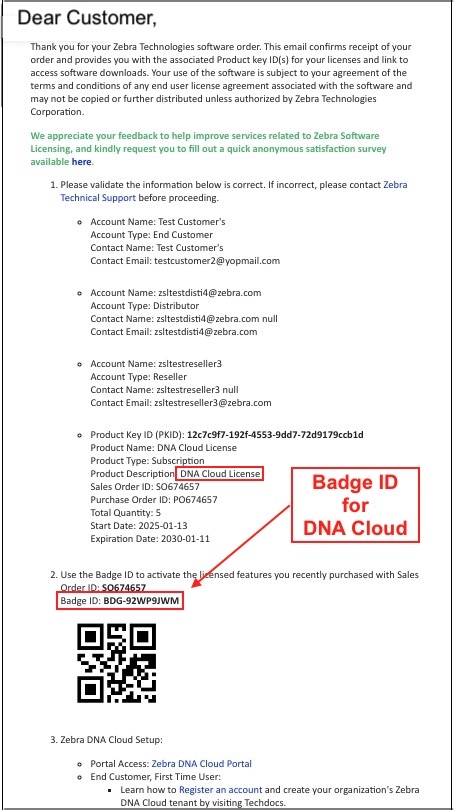 Dear Customer,
Thank you for your Zebra Technologies software order. This email confirms receipt of your
order and provides you with the associated Product key ID(s) for your licenses and link to
access software downloads. Your use of the software is subject to your agreement of the
terms and conditions of any end user license agreement associated with the software and
may not be copied or further distributed unless authorized by Zebra Technologies
Corporation.
We appreciate your feedback to help improve services related to Zebra Software
Licensing, and kindly request you to fill out a quick anonymous satisfaction survey
available here.
1. Please validate the information below is correct. If incorrect, please contact Zebra
Technical Support before proceeding.
Account Name: Test Customer's
Account Type: End Customer
Contact Name: Test Customer's
Contact Email: testcustomer2@yopmail.com
Account Name: zsltestdisti4@zebra.com
Account Type: Distributor
Contact Name: zsltestdisti4@zebra.com null
Contact Email: zsltestdisti4@zebra.com
Account Name: zsltestreseller3
Account Type: Reseller
Contact Name: zsltestreseller3 null
Contact Email: zsltestreseller3@zebra.com
Product Key ID (PKID): 12c7c9f7-192f-4553-9dd7-72d9179ccb1d
Product Name: DNA Cloud License
Product Type: Subscription
Product Description: DNA Cloud License
Sales Order ID: SO674657
Purchase Order ID: PO674657
Total Quantity: 5
Start Date: 2025-01-13
Expiration Date: 2030-01-11
Badge ID
for
DNA Cloud
2. Use the Badge ID to activate the licensed features you recently purchased with Sales
Order ID: SO674657
Badge ID: BDG-92WP9JWM
3. Zebra DNA Cloud Setup:
Portal Access: Zebra DNA Cloud Portal
End Customer, First Time User:
Learn how to Register an account and create your organization's Zebra
DNA Cloud tenant by visiting Techdocs.